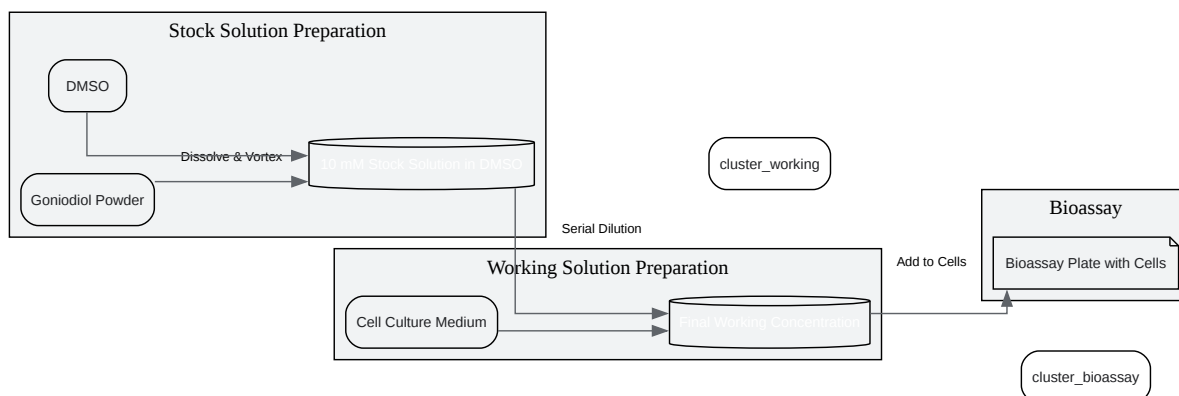 Stock Solution Preparation
DMSO
Dissolve & Vortex
10 mM Stock Solution in DMSO
Goniodiol Powder
cluster_working
Serial Dilution
Working Solution Preparation
Cell Culture Medium
Final Working Concentration
Add to Cells
Bioassay
Bioassay Plate with Cells
cluster_bioassay